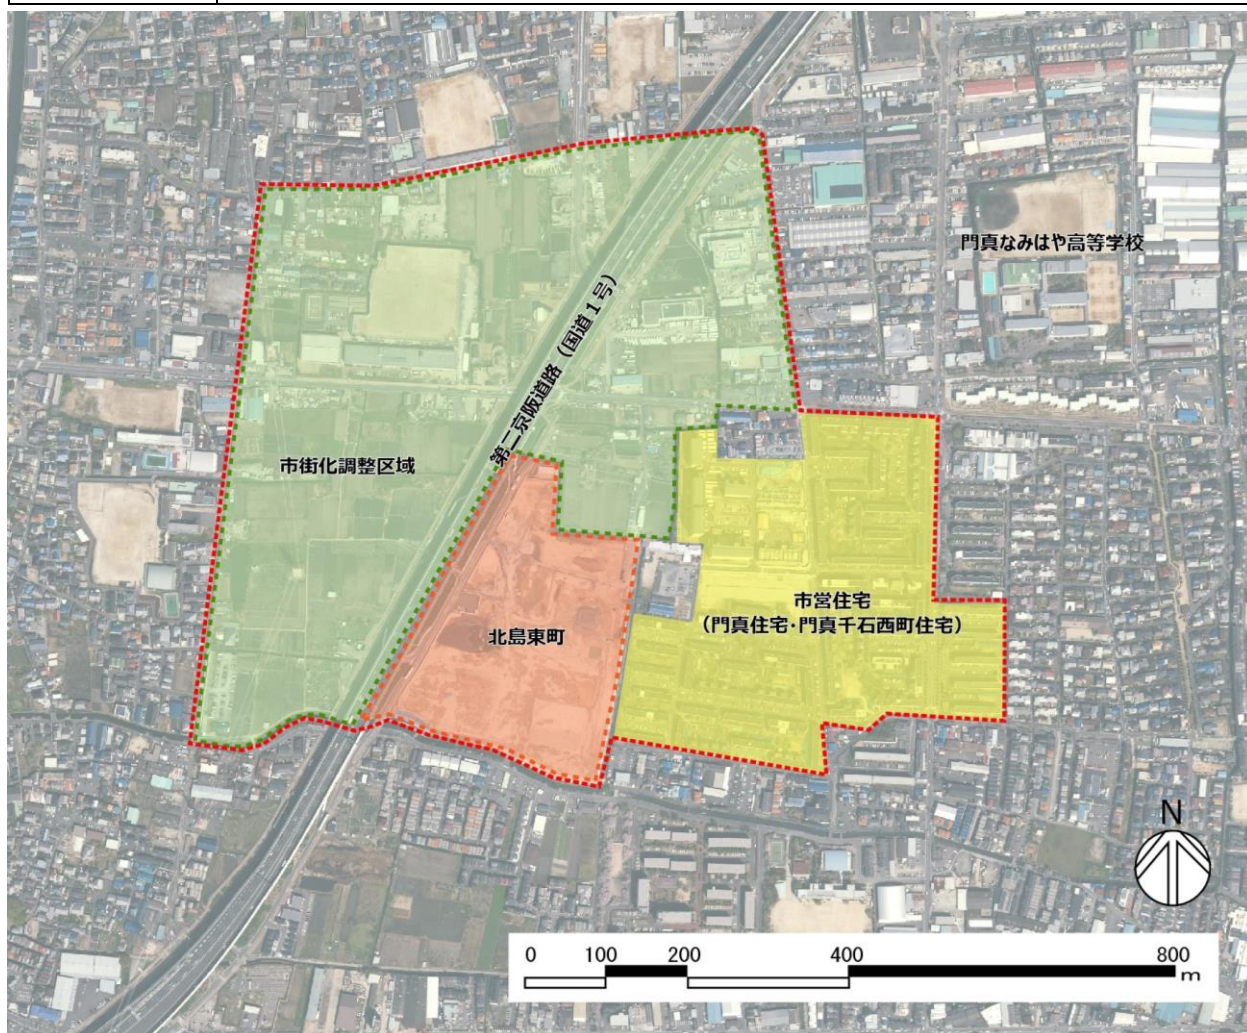 門真なみはや高等学校
第二京阪道路（国道１号）
市街化調整区域
市営住宅
（門真住宅・門真千石西町住宅）
北島東町
N
0 100 200 400 800
m